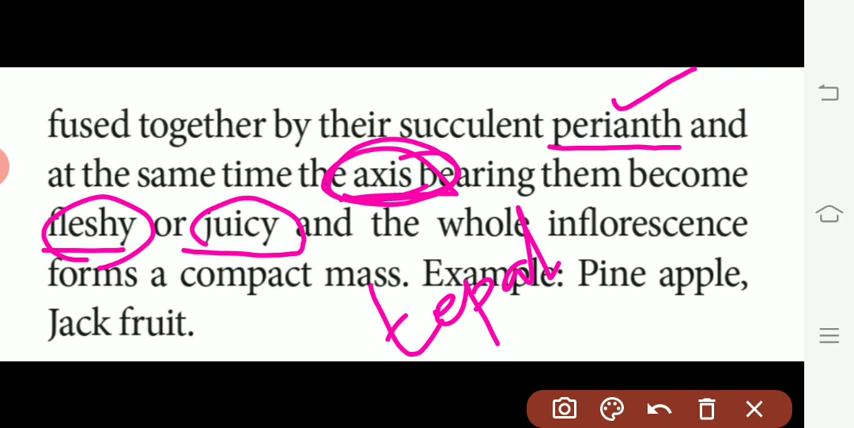 fused together by their succulent perianth and
at the same time the axis bearing them become
fleshy or juicy and the whole inflorescence
forms a compact mass. Example: Pine apple,
Jack fruit.